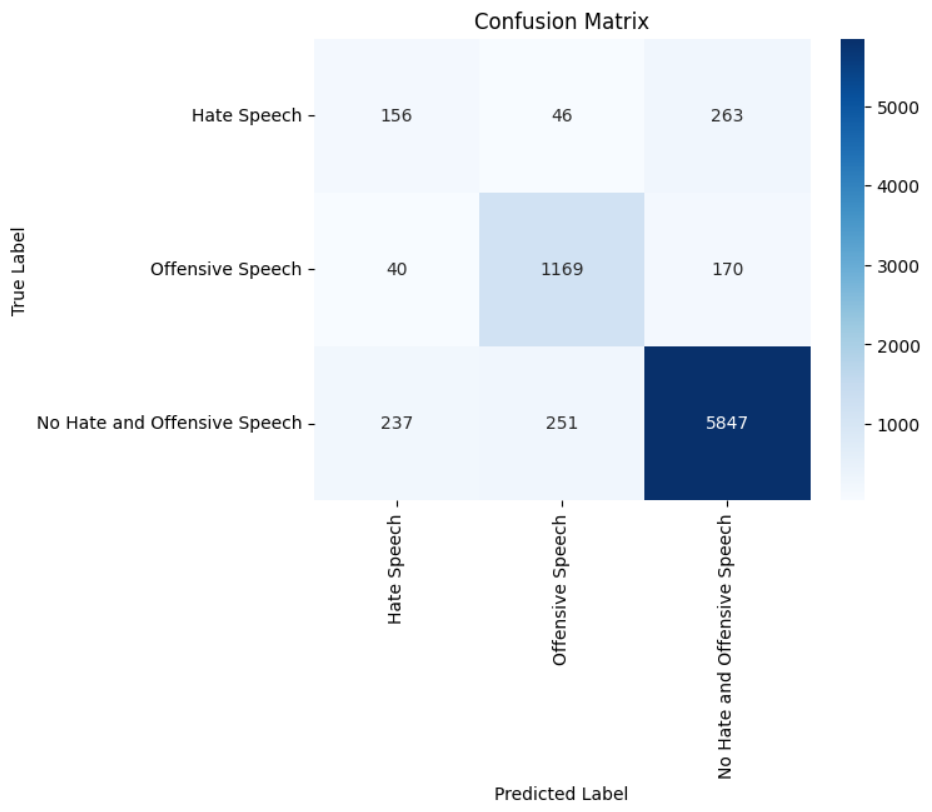 Confusion Matrix
True Label
Hate Speech
156 46 263
Offensive Speech
40 1169 170
No Hate and Offensive Speech
237 251 5847
5000
4000
3000
2000
1000
Hate Speech
Offensive Speech
No Hate and Offensive Speech
Predicted Label